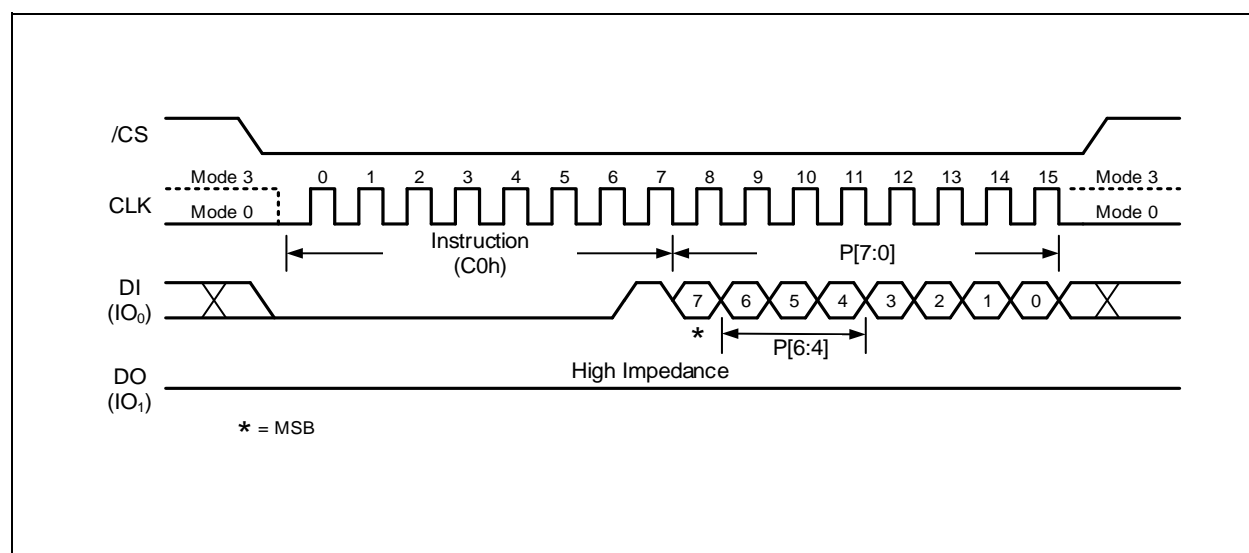 /CS
Mode 3
0 1 2 3 4 5 6 7 8 9 10 11 12 13 14 15
Mode 3
CLK
Mode 0
Mode 0
Instruction
(C0h)
P[7:0]
DI
(IO₀)
7 6 5 4 3 2 1 0
*
P[6:4]
High Impedance
DO
(IO₁)
* = MSB